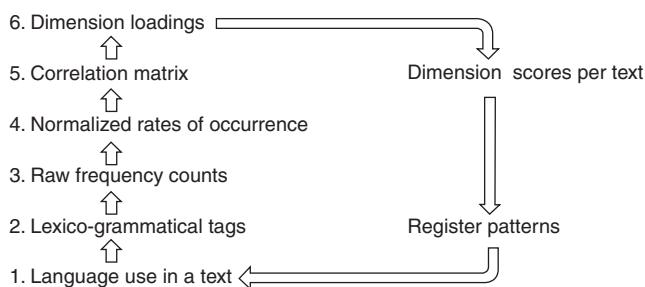 6. Dimension loadings
5. Correlation matrix
Dimension scores per text
4. Normalized rates of occurrence
3. Raw frequency counts
2. Lexico-grammatical tags
Register patterns
1. Language use in a text